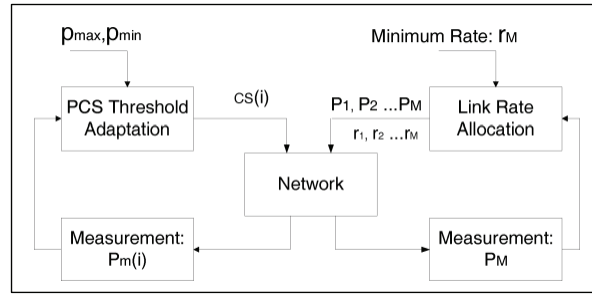 pmax,pmin
Minimum Rate: rM
PCS Threshold
Adaptation
CS(i)
P1, P2 ...PM
r1, r2 ...rM
Link Rate
Allocation
Network
Measurement:
Pm(i)
Measurement:
PM